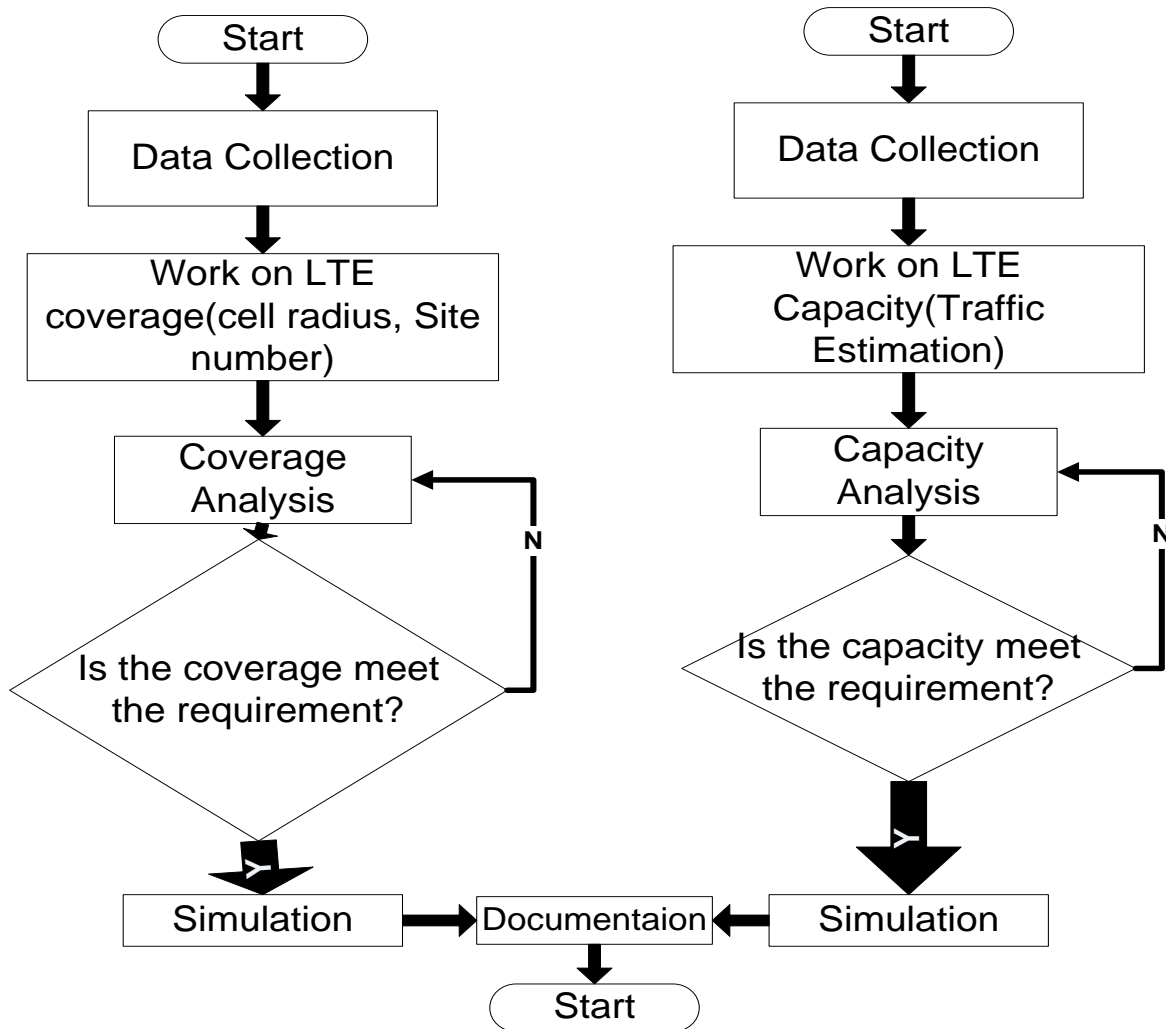 Start
Data Collection
Work on LTE
coverage(cell radius, Site
number)
Coverage
Analysis
N
Is the coverage meet
the requirement?
Y
Simulation
Start
Data Collection
Work on LTE
Capacity(Traffic
Estimation)
Capacity
Analysis
N
Is the capacity meet
the requirement?
Y
Simulation
Documentaion
Start